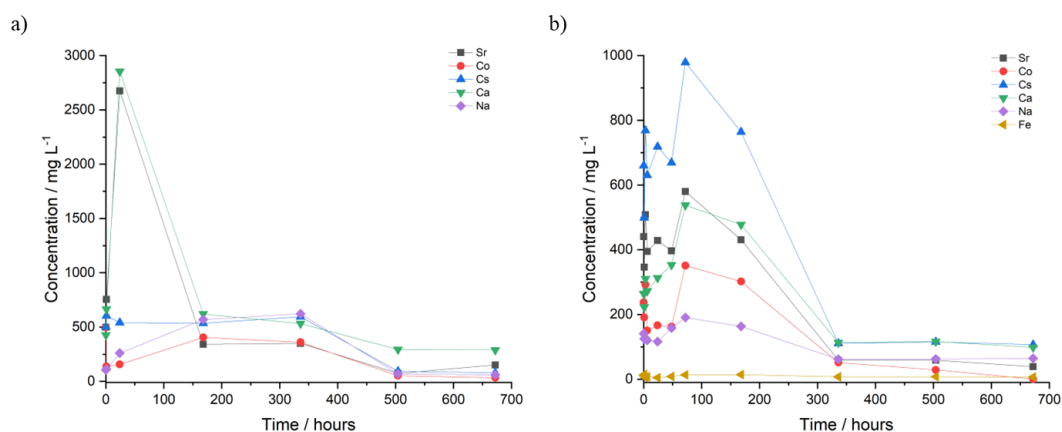 a)
3000
2500
2000
1500
1000
500
0
Concentration / mg L⁻¹
0 100 200 300 400 500 600 700
Time / hours
Sr
Co
Cs
Ca
Na
b)
1000
800
600
400
200
0
Concentration / mg L⁻¹
0 100 200 300 400 500 600 700
Time / hours
Sr
Co
Cs
Ca
Na
Fe